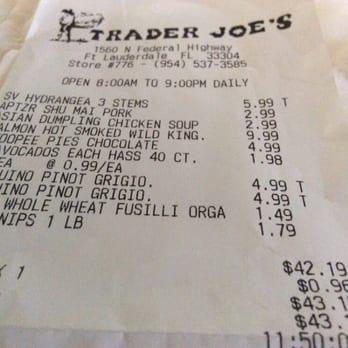 TRADER JOE'S
1560 N Federal Highway
Ft Lauderdale FL 33304
Store #776 - (954) 537-3585
OPEN 8:00AM TO 9:00PM DAILY
SV HYDRANGEA 3 STEMS 5.99 T
APTZR SHU MAI PORK 2.99
ASIAN DUMPLING CHICKEN SOUP 2.99
ALMON HOT SMOKED WILD KING. 9.99
OOPEE PIES CHOCOLATE 4.99
AVOCADOS EACH HASS 40 CT. 1.98
EA @ 0.99/EA
UINO PINOT GRIGIO. 4.99 T
UINO PINOT GRIGIO. 4.99 T
WHOLE WHEAT FUSILLI ORGA 1.49
NIPS 1 LB 1.79
$42.19
X 1 $0.96
$43.1
$43.
11:50:0